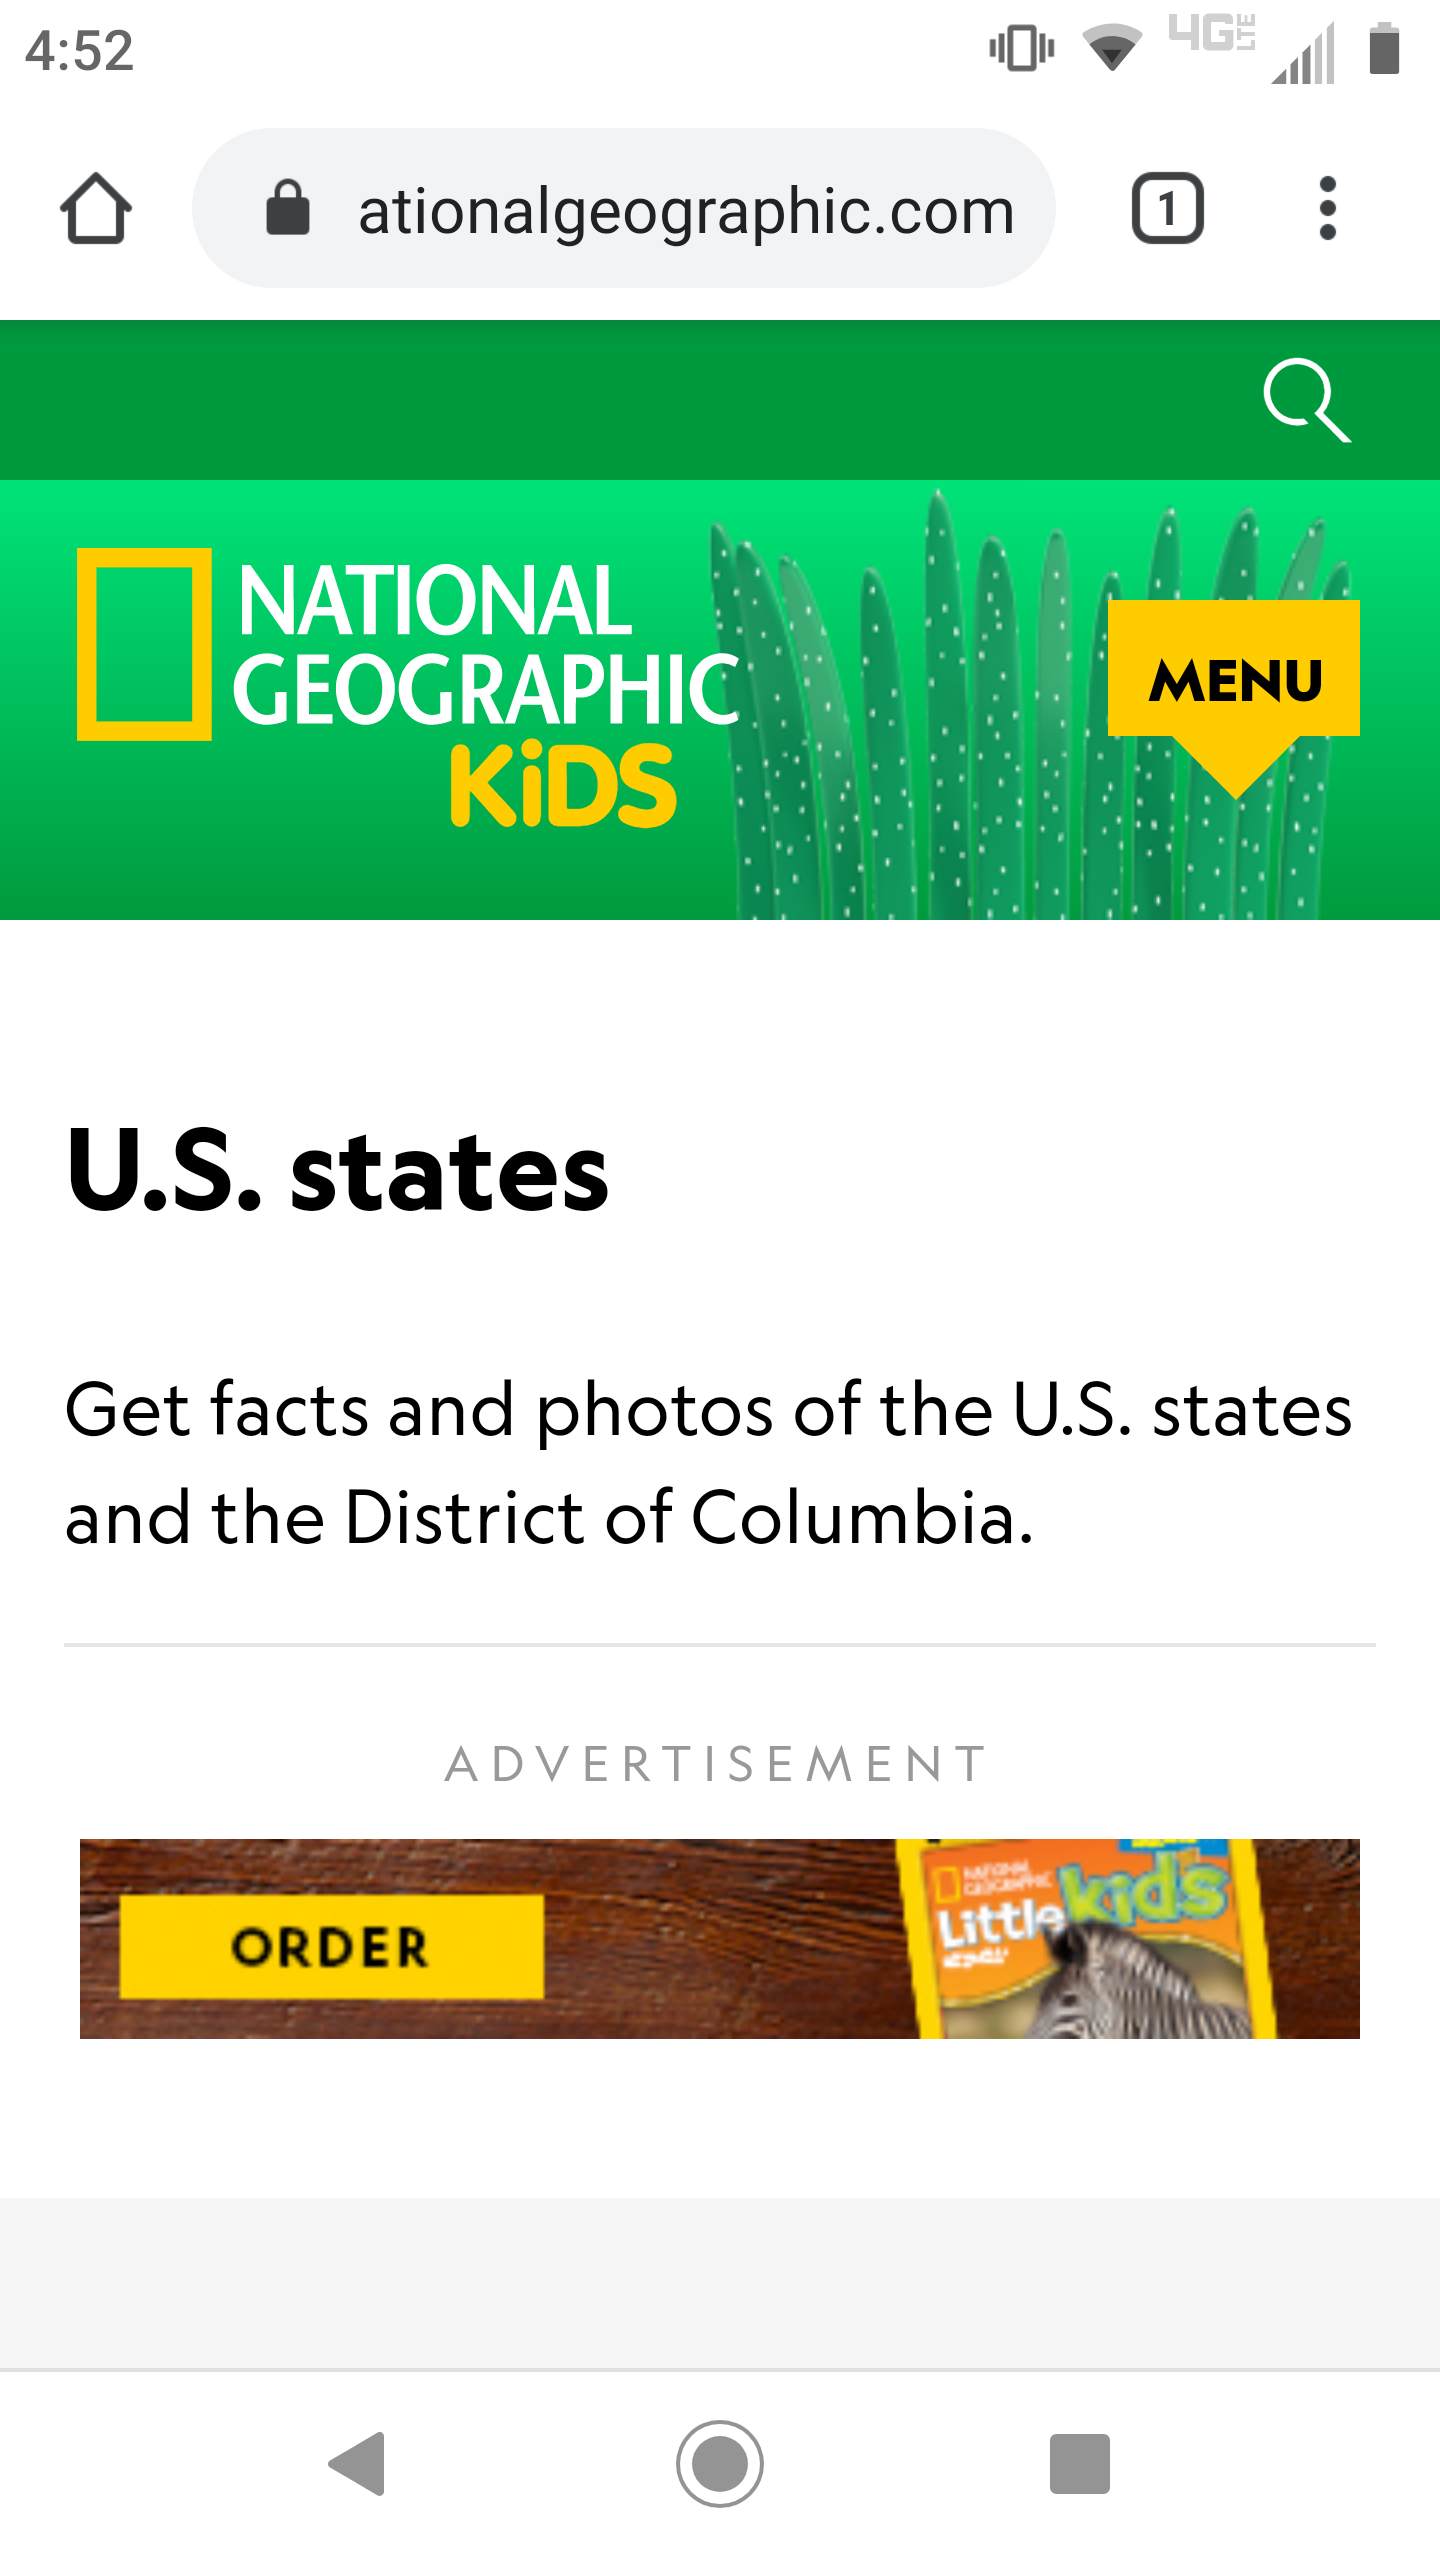 4:52
4G LTE
ationalgeographic.com
1
NATIONAL
GEOGRAPHIC
KiDS
MENU
U.S. states
Get facts and photos of the U.S. states
and the District of Columbia.
ADVERTISEMENT
ORDER
NATIONAL
GEOGRAPHIC
Little kids